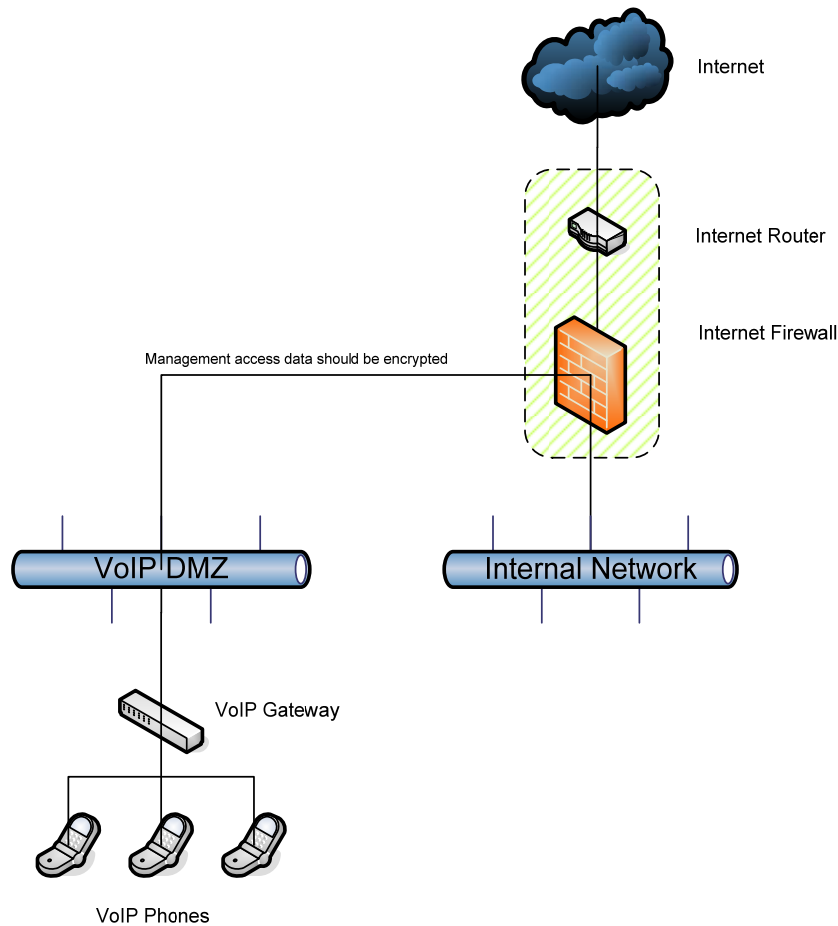 Internet
Internet Router
Internet Firewall
Management access data should be encrypted
VoIP DMZ
Internal Network
VoIP Gateway
VoIP Phones